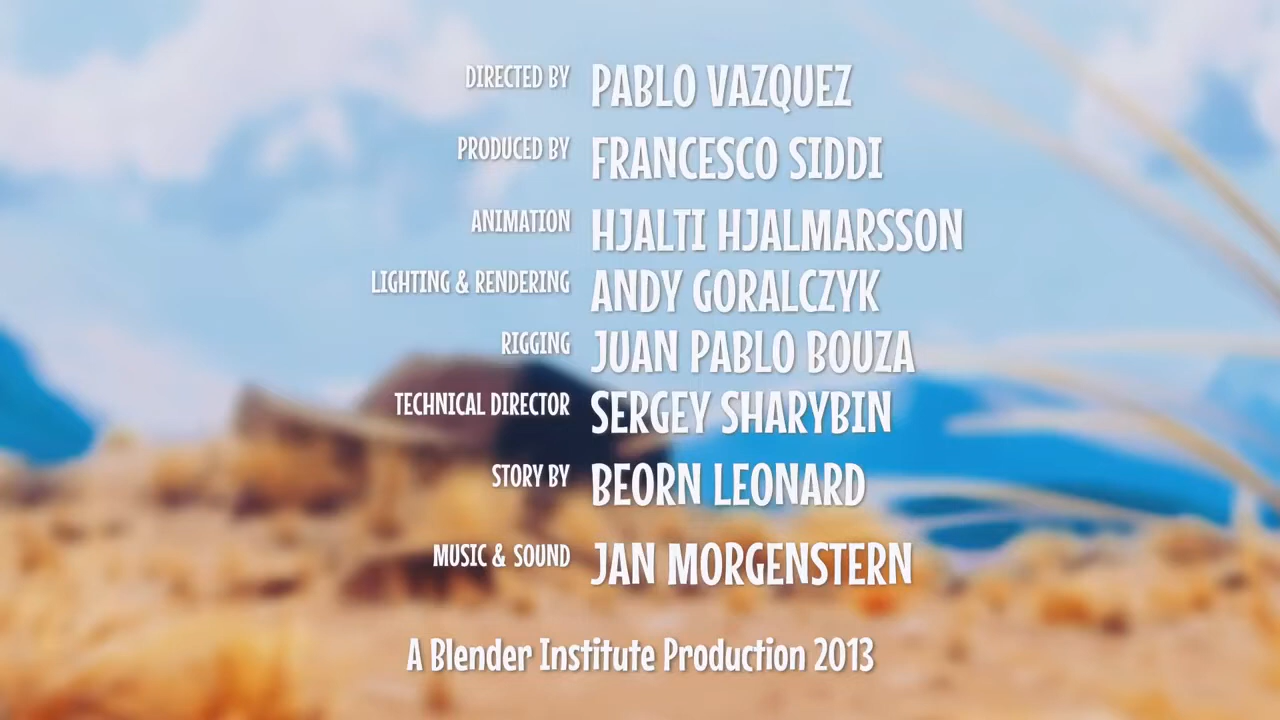 DIRECTED BY PABLO VAZQUEZ
PRODUCED BY FRANCESCO SIDDI
ANIMATION HJALTI HJALMARSSON
LIGHTING & RENDERING ANDY GORALCZYK
RIGGING JUAN PABLO BOUZA
TECHNICAL DIRECTOR SERGEY SHARYBIN
STORY BY BEORN LEONARD
MUSIC & SOUND JAN MORGENSTERN
A Blender Institute Production 2013